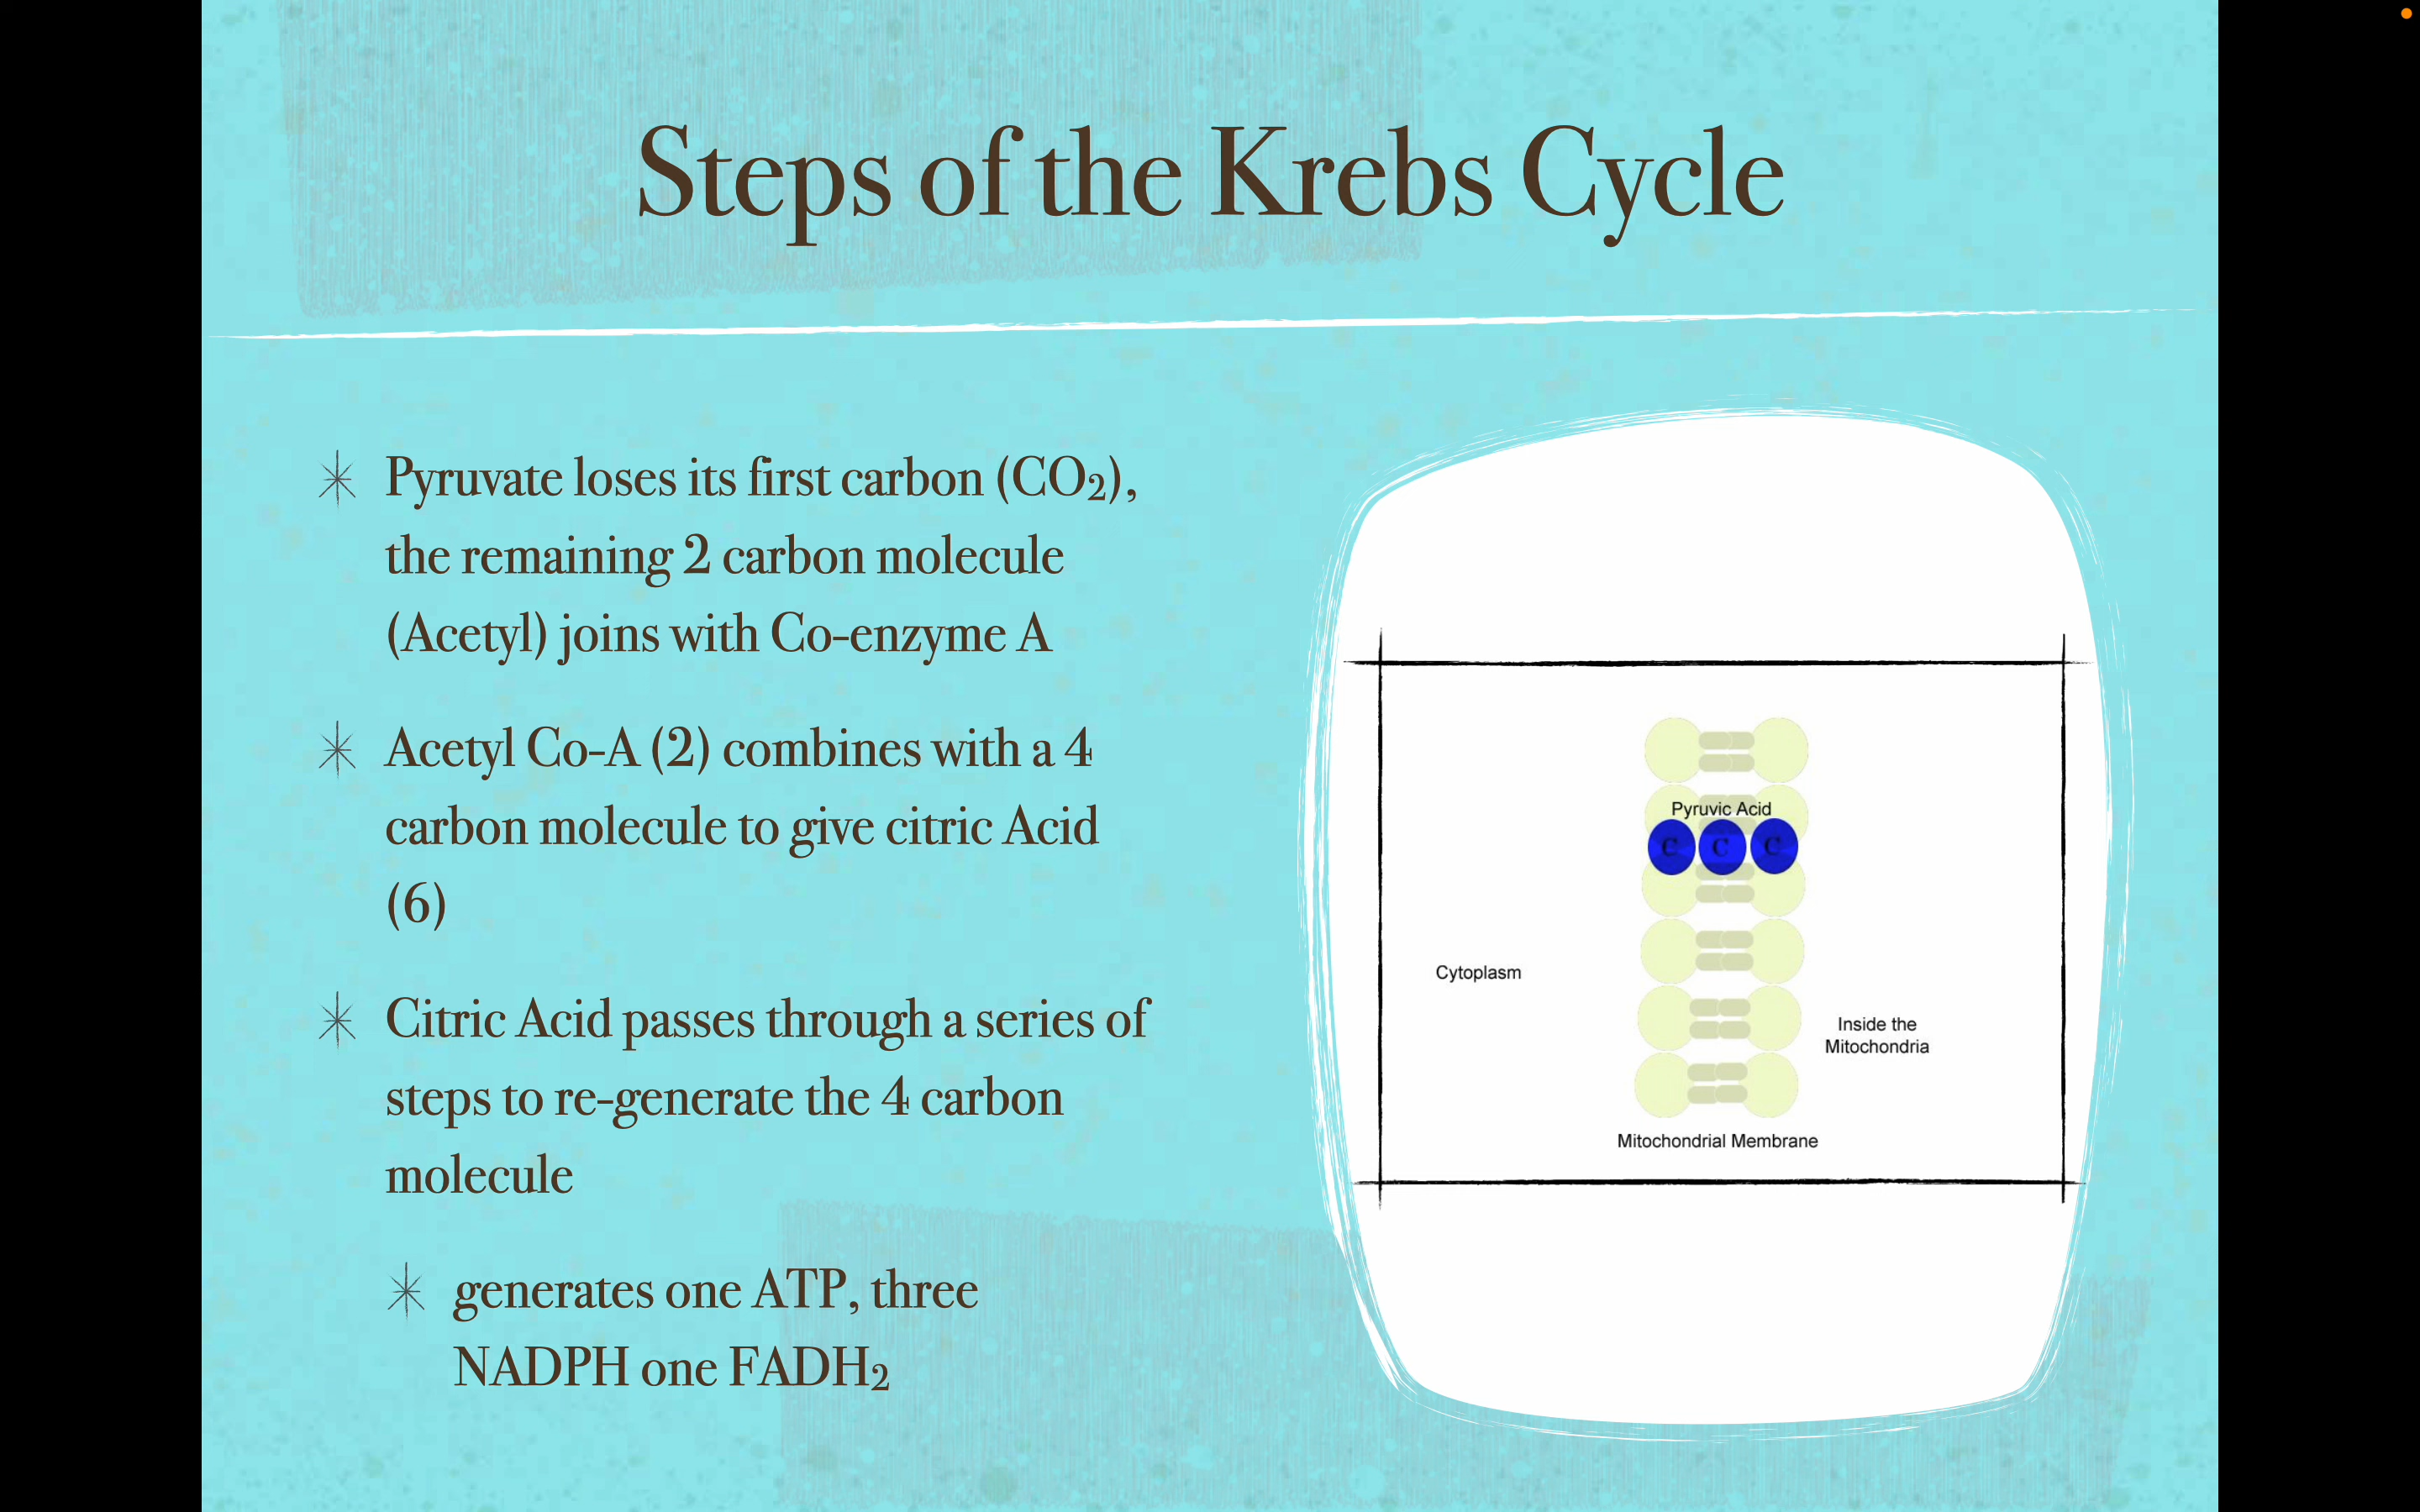 Steps of the Krebs Cycle
Pyruvate loses its first carbon (CO₂),
the remaining 2 carbon molecule
(Acetyl) joins with Co-enzyme A
Acetyl Co-A (2) combines with a 4
carbon molecule to give citric Acid
(6)
Citric Acid passes through a series of
steps to re-generate the 4 carbon
molecule
generates one ATP, three
NADPH one FADH₂
Pyruvic Acid
C C C
Cytoplasm
Inside the
Mitochondria
Mitochondrial Membrane